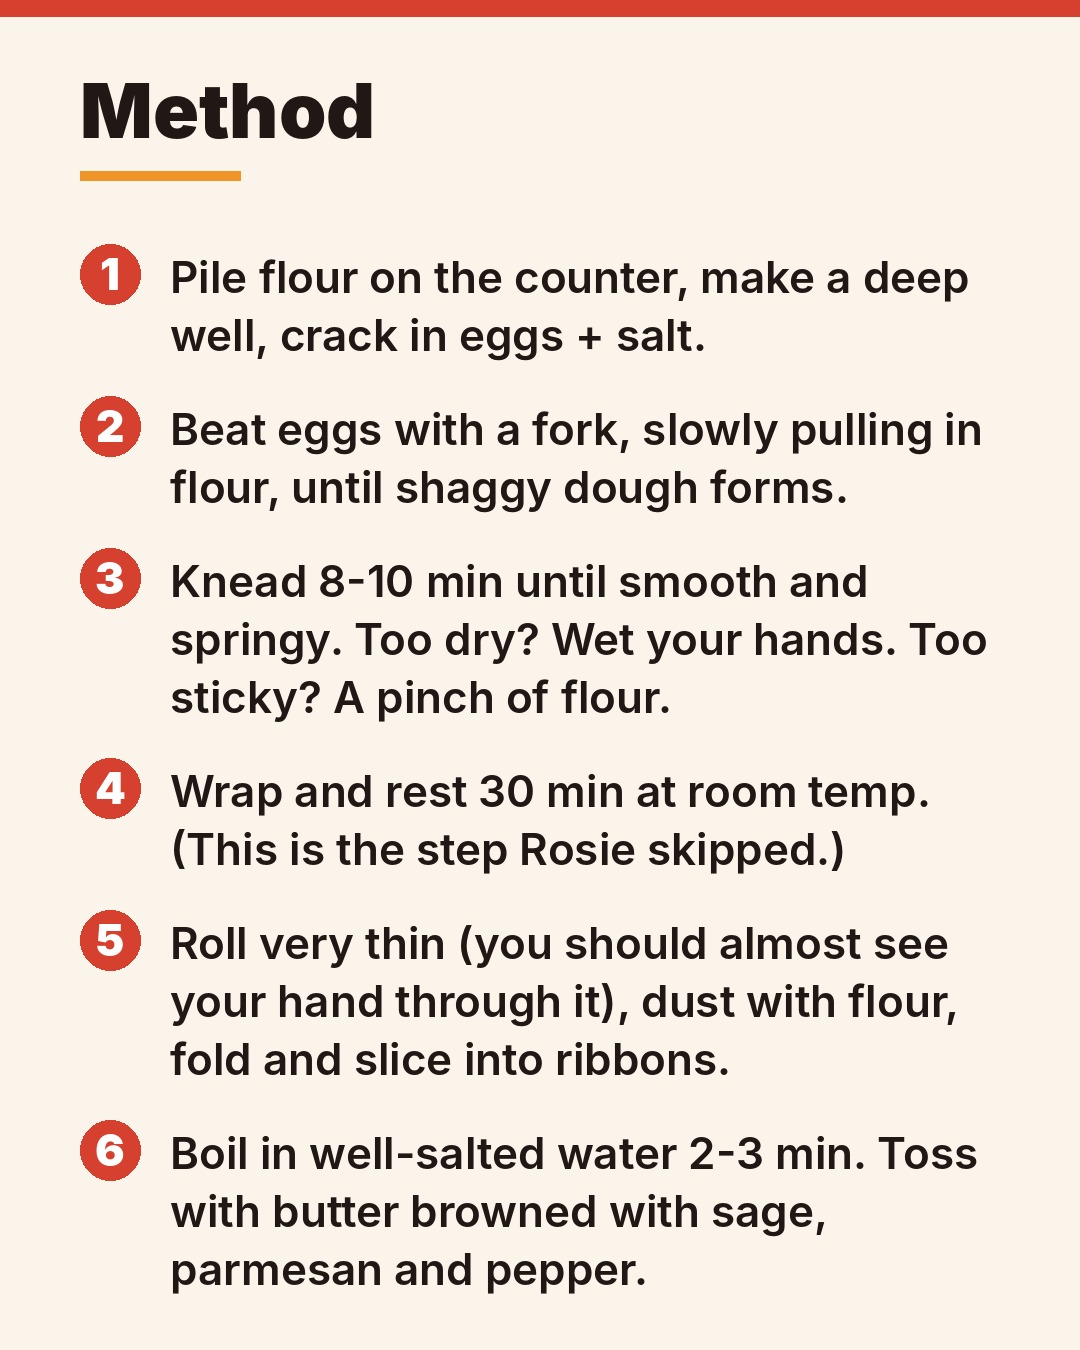 Method
1 Pile flour on the counter, make a deep
well, crack in eggs + salt.
2 Beat eggs with a fork, slowly pulling in
flour, until shaggy dough forms.
3 Knead 8-10 min until smooth and
springy. Too dry? Wet your hands. Too
sticky? A pinch of flour.
4 Wrap and rest 30 min at room temp.
(This is the step Rosie skipped.)
5 Roll very thin (you should almost see
your hand through it), dust with flour,
fold and slice into ribbons.
6 Boil in well-salted water 2-3 min. Toss
with butter browned with sage,
parmesan and pepper.